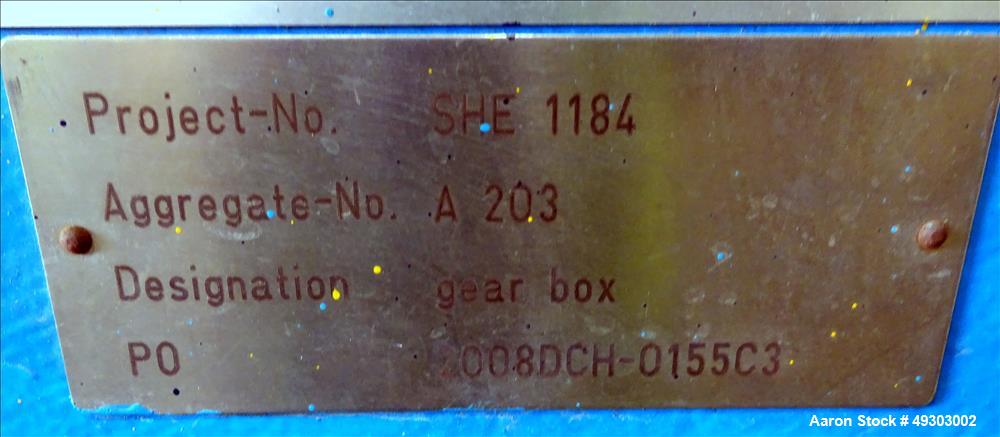 Project-No. SHE 1184
Aggregate-No. A 203
Designation gear box
PO 2008DCH-0155C3
Aaron Stock # 49303002